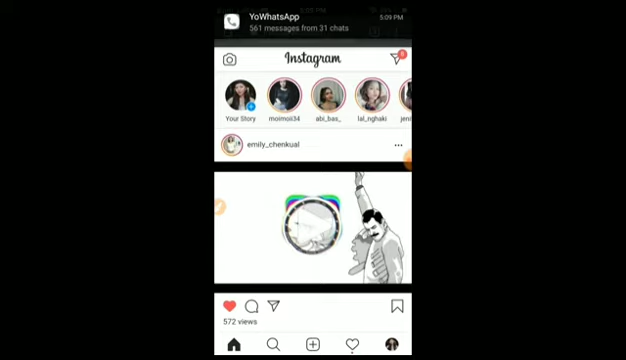 YoWhatsApp
5:09 PM
561 messages from 31 chats
Instagram
Your Story
moimoii34
abi_bas_
lal_nghaki
emily_chenkual
572 views